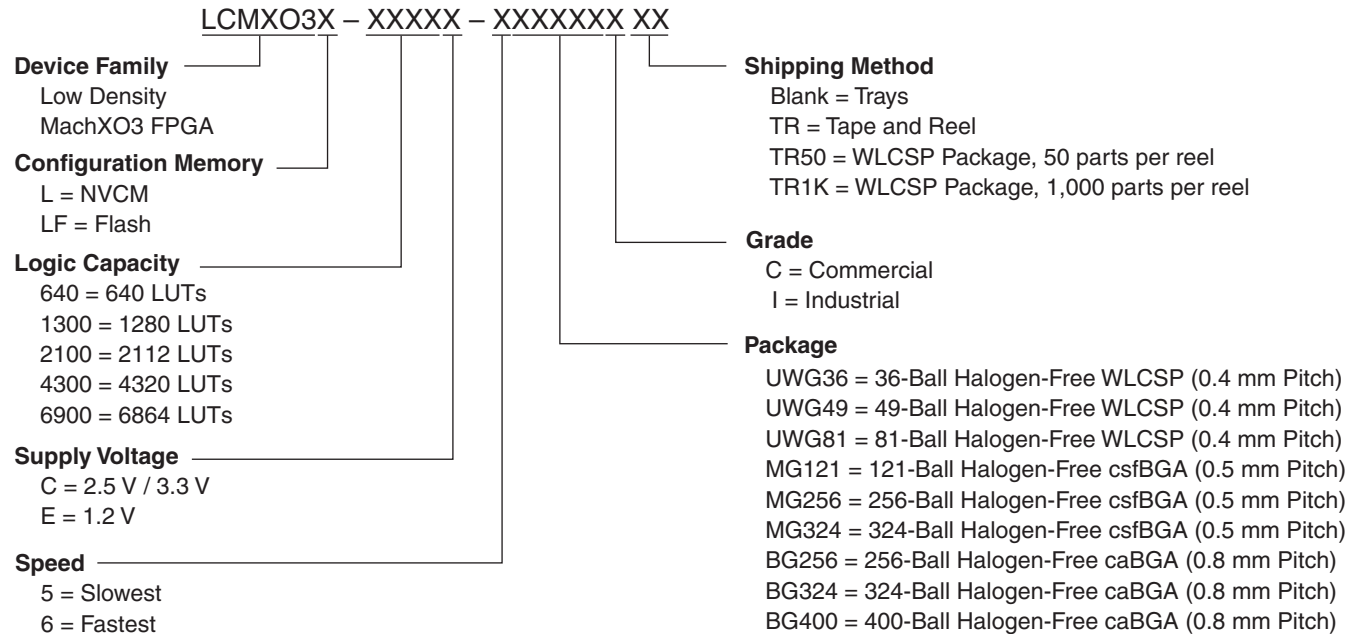 LCMXO3X – XXXXX – XXXXXXX XX
Device Family
Low Density
MachXO3 FPGA
Configuration Memory
L = NVCM
LF = Flash
Logic Capacity
640 = 640 LUTs
1300 = 1280 LUTs
2100 = 2112 LUTs
4300 = 4320 LUTs
6900 = 6864 LUTs
Supply Voltage
C = 2.5 V / 3.3 V
E = 1.2 V
Speed
5 = Slowest
6 = Fastest
Shipping Method
Blank = Trays
TR = Tape and Reel
TR50 = WLCSP Package, 50 parts per reel
TR1K = WLCSP Package, 1,000 parts per reel
Grade
C = Commercial
I = Industrial
Package
UWG36 = 36-Ball Halogen-Free WLCSP (0.4 mm Pitch)
UWG49 = 49-Ball Halogen-Free WLCSP (0.4 mm Pitch)
UWG81 = 81-Ball Halogen-Free WLCSP (0.4 mm Pitch)
MG121 = 121-Ball Halogen-Free csfBGA (0.5 mm Pitch)
MG256 = 256-Ball Halogen-Free csfBGA (0.5 mm Pitch)
MG324 = 324-Ball Halogen-Free csfBGA (0.5 mm Pitch)
BG256 = 256-Ball Halogen-Free caBGA (0.8 mm Pitch)
BG324 = 324-Ball Halogen-Free caBGA (0.8 mm Pitch)
BG400 = 400-Ball Halogen-Free caBGA (0.8 mm Pitch)